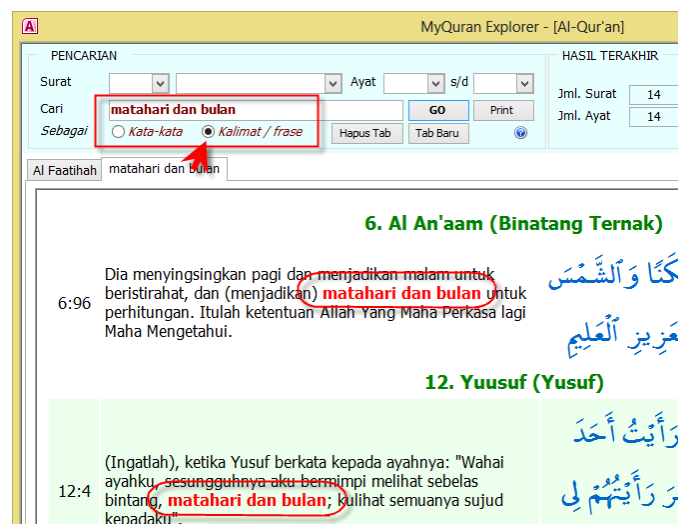 MyQuran Explorer - [Al-Qur'an]
PENCARIAN
HASIL TERAKHIR
Surat
Ayat
s/d
Jml. Surat 14
Cari matahari dan bulan GO Print
Jml. Ayat 14
Sebagai Kata-kata Kalimat / frase Hapus Tab Tab Baru
Al Faatihah matahari dan bulan
6. Al An'aam (Binatang Ternak)
6:96
Dia menyingsingkan pagi dan menjadikan malam untuk
beristirahat, dan (menjadikan) matahari dan bulan untuk
perhitungan. Itulah ketentuan Allah Yang Maha Perkasa lagi
Maha Mengetahui.
وَٱلشَّمْسَ
ٱلْعَلِيمِ
12. Yuusuf (Yusuf)
12:4
(Ingatlah), ketika Yusuf berkata kepada ayahnya: "Wahai
ayahku, sesungguhnya aku bermimpi melihat sebelas
bintang, matahari dan bulan; kulihat semuanya sujud
kepadaku".
رَأَيْتُ أَحَدَ
رَأَيْتُهُمْ لِى